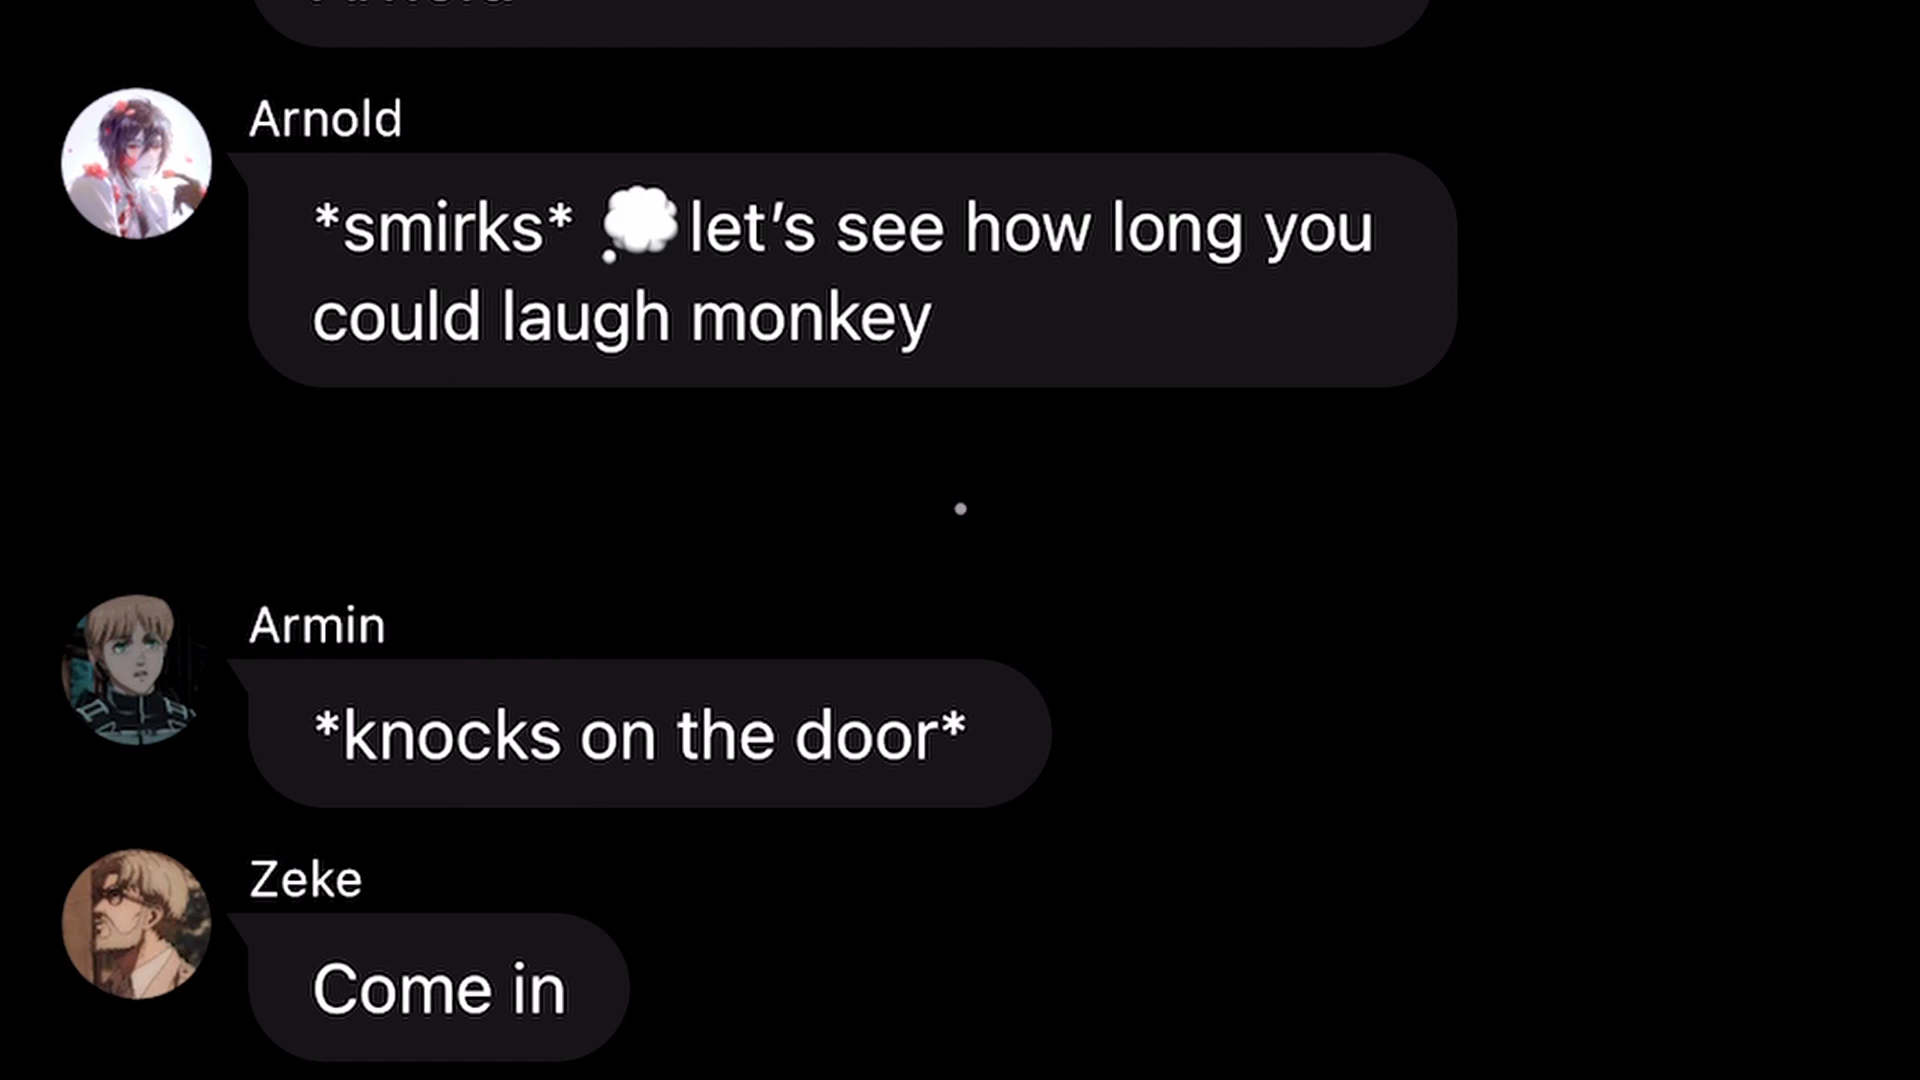 Arnold
*smirks* 💭let's see how long you
could laugh monkey
Armin
*knocks on the door*
Zeke
Come in